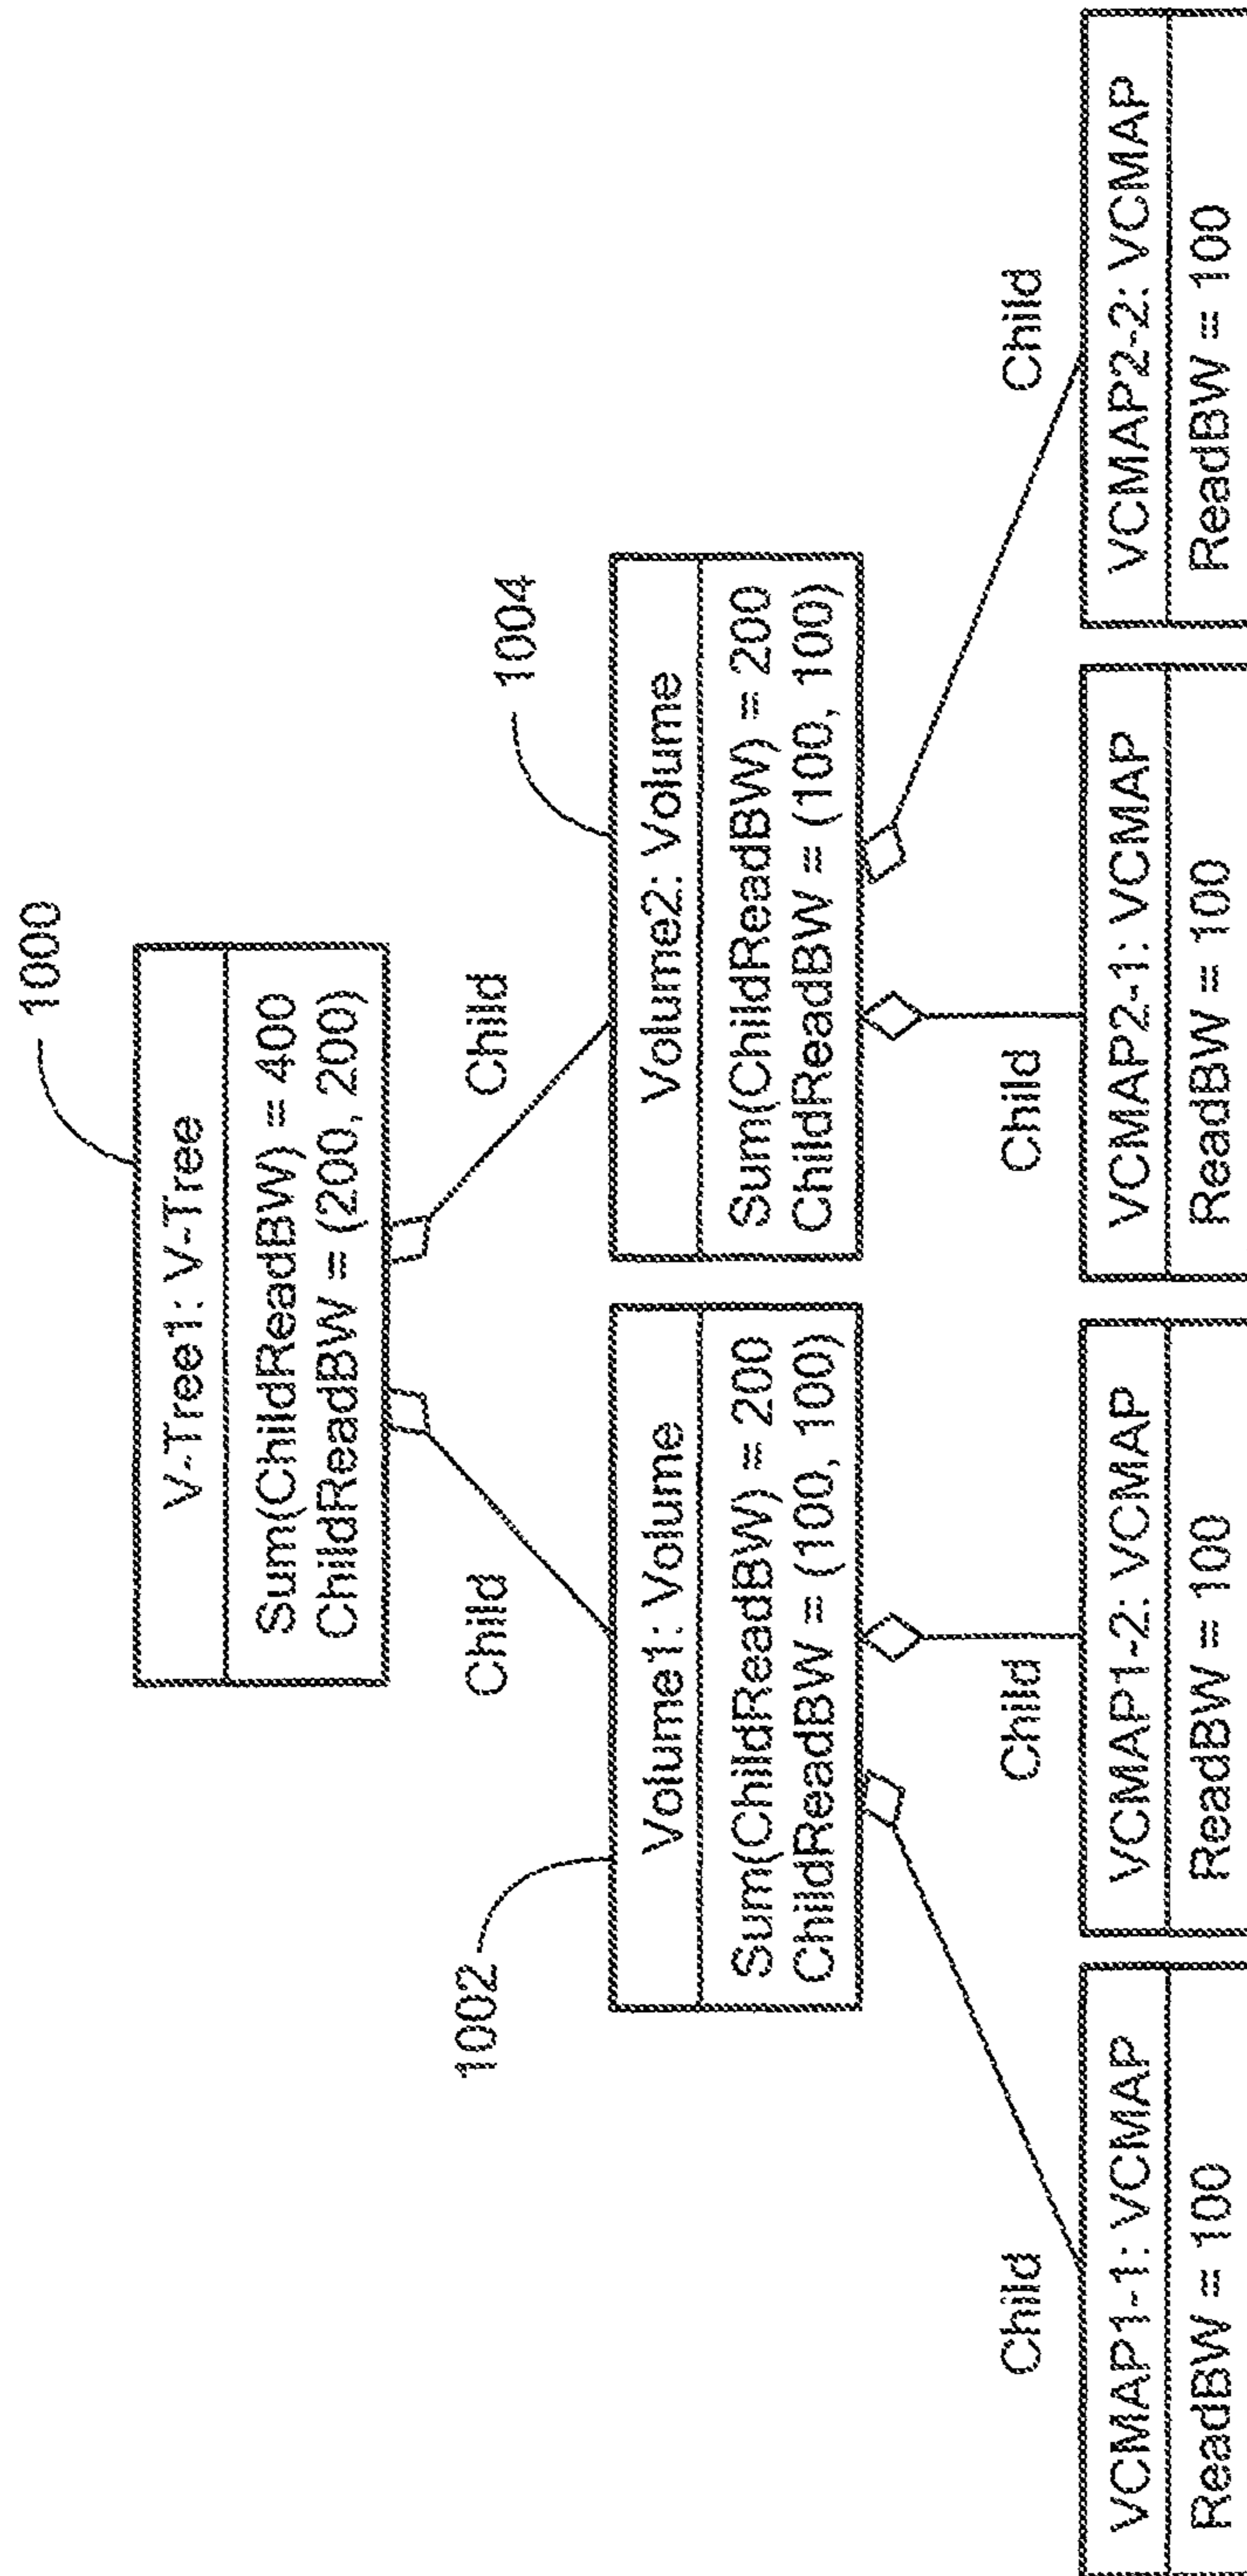 1000
V-Tree1: V-Tree
Sum(ChildReadBW) = 400
ChildReadBW = (200, 200)
Child
Child
1002
1004
Volume1: Volume
Sum(ChildReadBW) = 200
ChildReadBW = (100, 100)
Volume2: Volume
Sum(ChildReadBW) = 200
ChildReadBW = (100, 100)
Child
Child
Child
Child
VCMAP1-1: VCMAP
ReadBW = 100
VCMAP1-2: VCMAP
ReadBW = 100
VCMAP2-1: VCMAP
ReadBW = 100
VCMAP2-2: VCMAP
ReadBW = 100